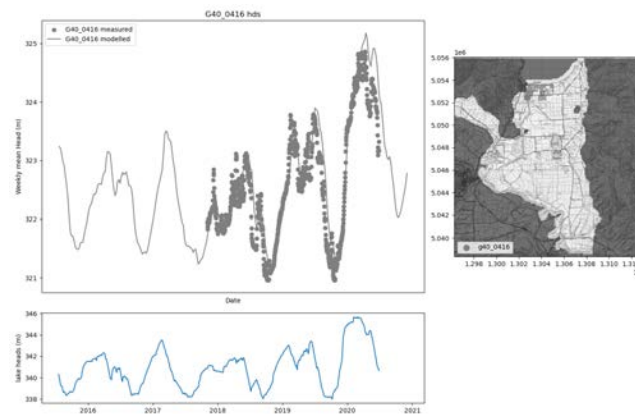 G40_0416 hds
G40_0416 measured
G40_0416 modelled
Weekly mean Head (m)
325
324
323
322
321
Date
1e6
5.056
5.054
5.052
5.050
5.048
5.046
5.044
5.042
5.040
g40_0416
1.298 1.300 1.302 1.304 1.306 1.308 1.310
lake heads (m)
346
344
342
340
338
2016 2017 2018 2019 2020 2021